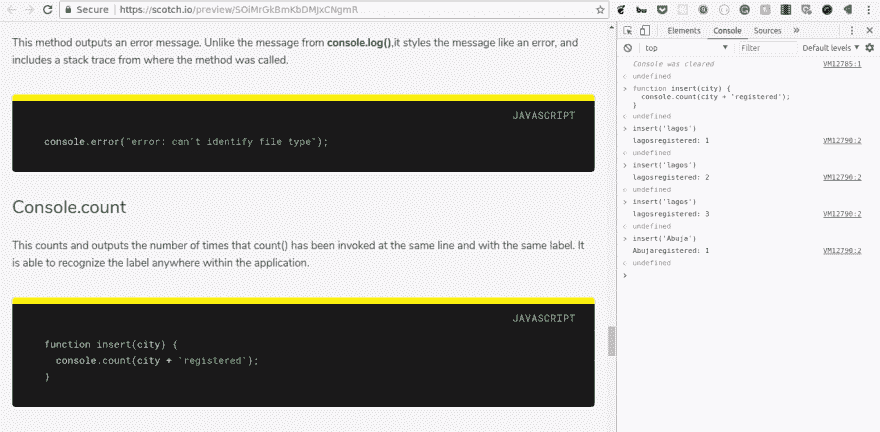 Secure https://scotch.io/preview/SOiMrGkBmKbDMJxCNgmR
This method outputs an error message. Unlike the message from console.log(),it styles the message like an error, and
includes a stack trace from where the method was called.
JAVASCRIPT
console.error("error: can't identify file type");
Console.count
This counts and outputs the number of times that count() has been invoked at the same line and with the same label. It
is able to recognize the label anywhere within the application.
JAVASCRIPT
function insert(city) {
console.count(city + `registered`);
}
Elements Console Sources »
top Filter Default levels
Console was cleared VM12785:1
undefined
function insert(city) {
console.count(city + 'registered');
}
undefined
insert('lagos')
lagosregistered: 1 VM12790:2
undefined
insert('lagos')
lagosregistered: 2 VM12790:2
undefined
insert('lagos')
lagosregistered: 3 VM12790:2
undefined
insert('Abuja')
Abujaregistered: 1 VM12790:2
undefined